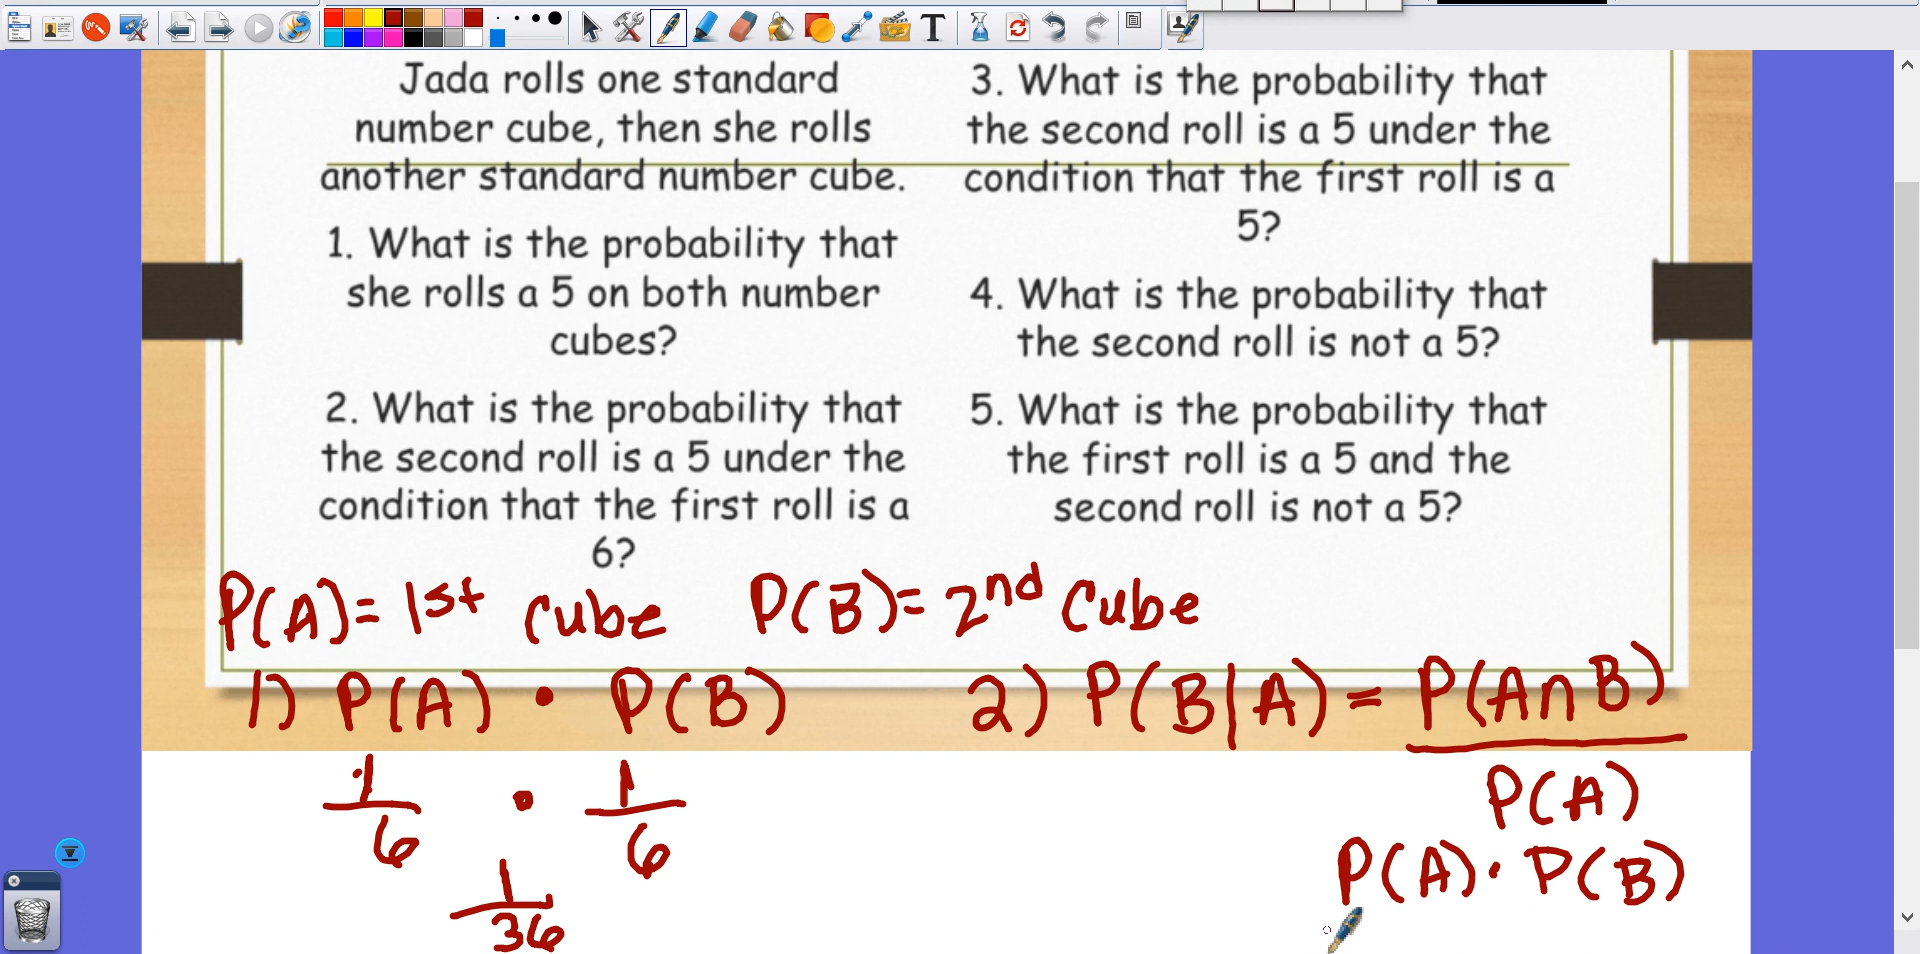 Jada rolls one standard
number cube, then she rolls
another standard number cube.
1. What is the probability that
she rolls a 5 on both number
cubes?
2. What is the probability that
the second roll is a 5 under the
condition that the first roll is a
6?
3. What is the probability that
the second roll is a 5 under the
condition that the first roll is a
5?
4. What is the probability that
the second roll is not a 5?
5. What is the probability that
the first roll is a 5 and the
second roll is not a 5?
P(A)= 1st cube P(B)= 2nd cube
1) P(A) • P(B)
1/6 • 1/6
1/36
2) P(B|A) = P(A∩B)
P(A)
P(A) · P(B)